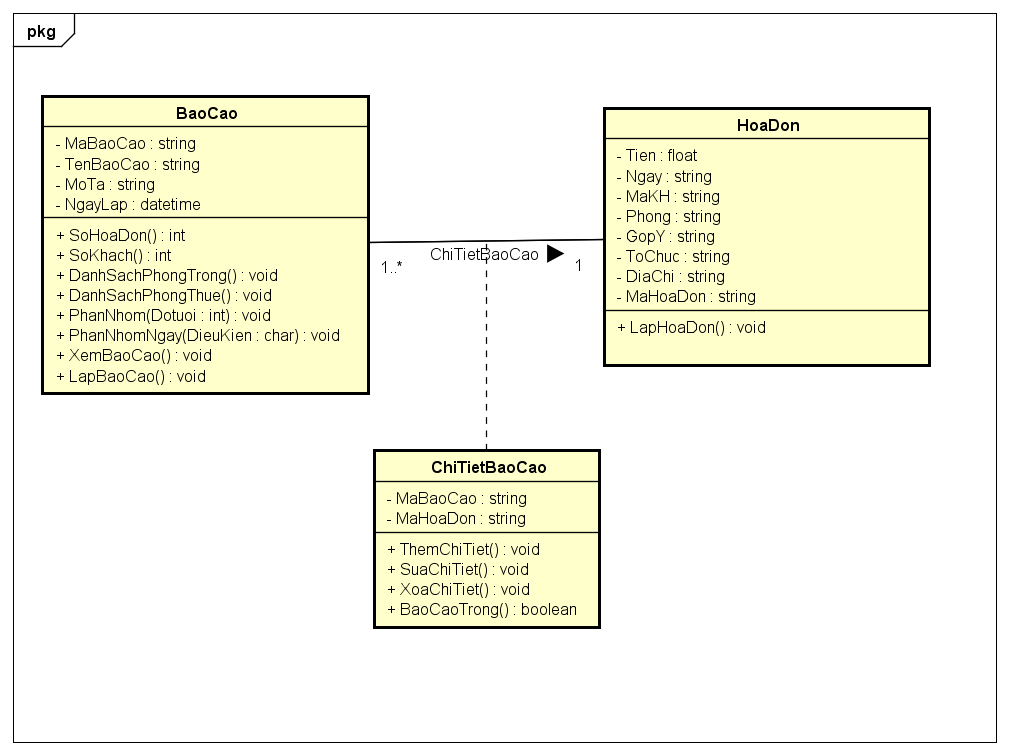 pkg
BaoCao
- MaBaoCao : string
- TenBaoCao : string
- MoTa : string
- NgayLap : datetime
+ SoHoaDon() : int
+ SoKhach() : int
+ DanhSachPhongTrong() : void
+ DanhSachPhongThue() : void
+ PhanNhom(Dotuoi : int) : void
+ PhanNhomNgay(DieuKien : char) : void
+ XemBaoCao() : void
+ LapBaoCao() : void
ChiTietBaoCao
1..*
1
HoaDon
- Tien : float
- Ngay : string
- MaKH : string
- Phong : string
- GopY : string
- ToChuc : string
- DiaChi : string
- MaHoaDon : string
+ LapHoaDon() : void
ChiTietBaoCao
- MaBaoCao : string
- MaHoaDon : string
+ ThemChiTiet() : void
+ SuaChiTiet() : void
+ XoaChiTiet() : void
+ BaoCaoTrong() : boolean